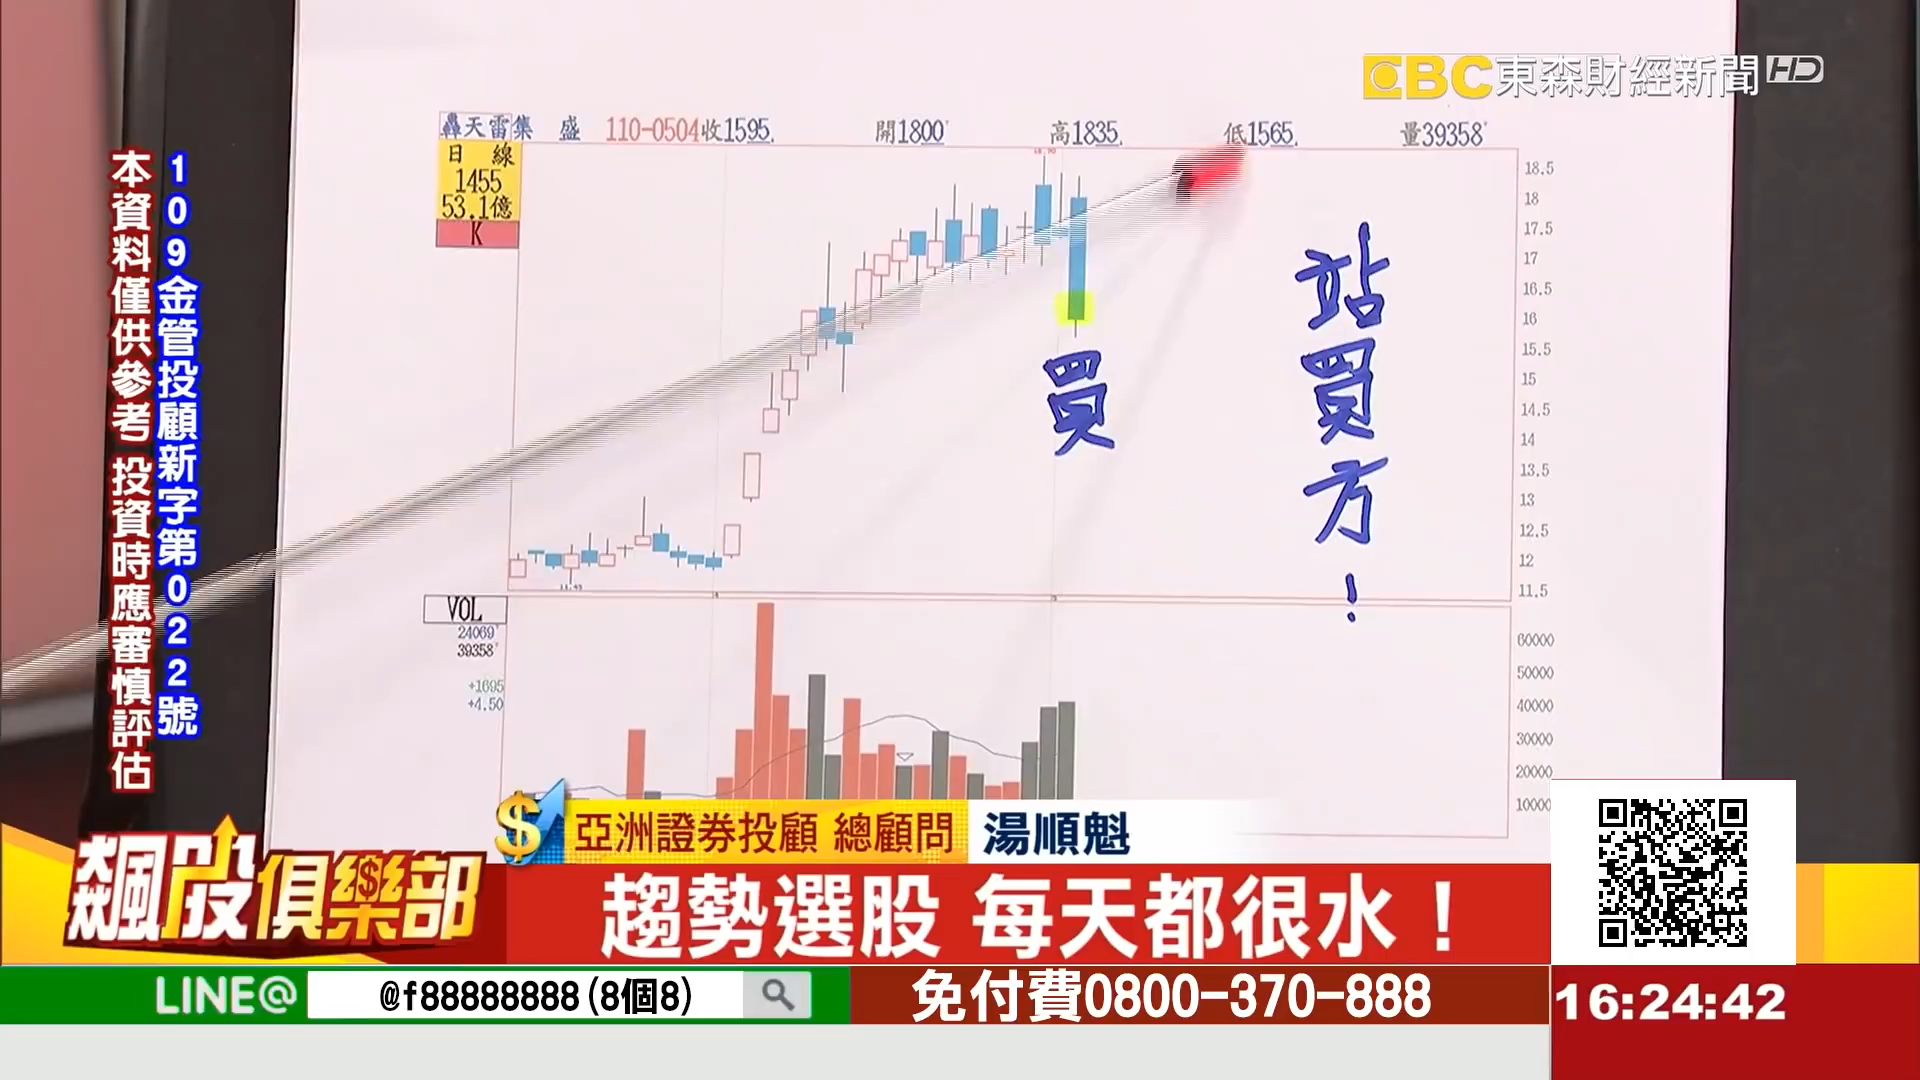 EBC東森財經新聞HD
轟天雷集盛 110-0504收1595. 開1800 高1835. 低1565. 量39358
日線
1455
53.1億
K
18.5
18
17.5
17
16.5
16
15.5
15
14.5
14
13.5
13
12.5
12
11.5
買
站買方!
VOL
24069
39358
+1695
+4.50
60000
50000
40000
30000
20000
10000
109金管投顧新字第022號
本資料僅供參考 投資時應審慎評估
亞洲證券投顧 總顧問 湯順魁
飆股俱樂部
趨勢選股 每天都很水！
LINE@ @f88888888(8個8)
免付費0800-370-888
16:24:42